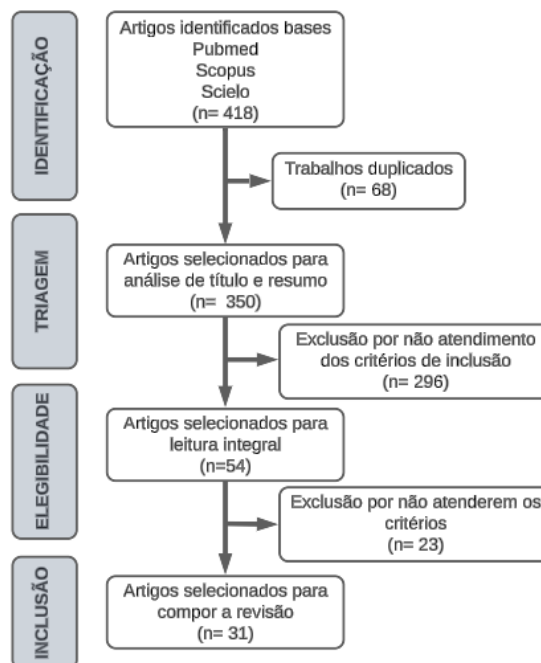 IDENTIFICAÇÃO
Artigos identificados bases
Pubmed
Scopus
Scielo
(n= 418)
Trabalhos duplicados
(n= 68)
TRIAGEM
Artigos selecionados para
análise de título e resumo
(n= 350)
Exclusão por não atendimento
dos critérios de inclusão
(n= 296)
ELEGIBILIDADE
Artigos selecionados para
leitura integral
(n=54)
Exclusão por não atenderem os
critérios
(n= 23)
INCLUSÃO
Artigos selecionados para
compor a revisão
(n= 31)